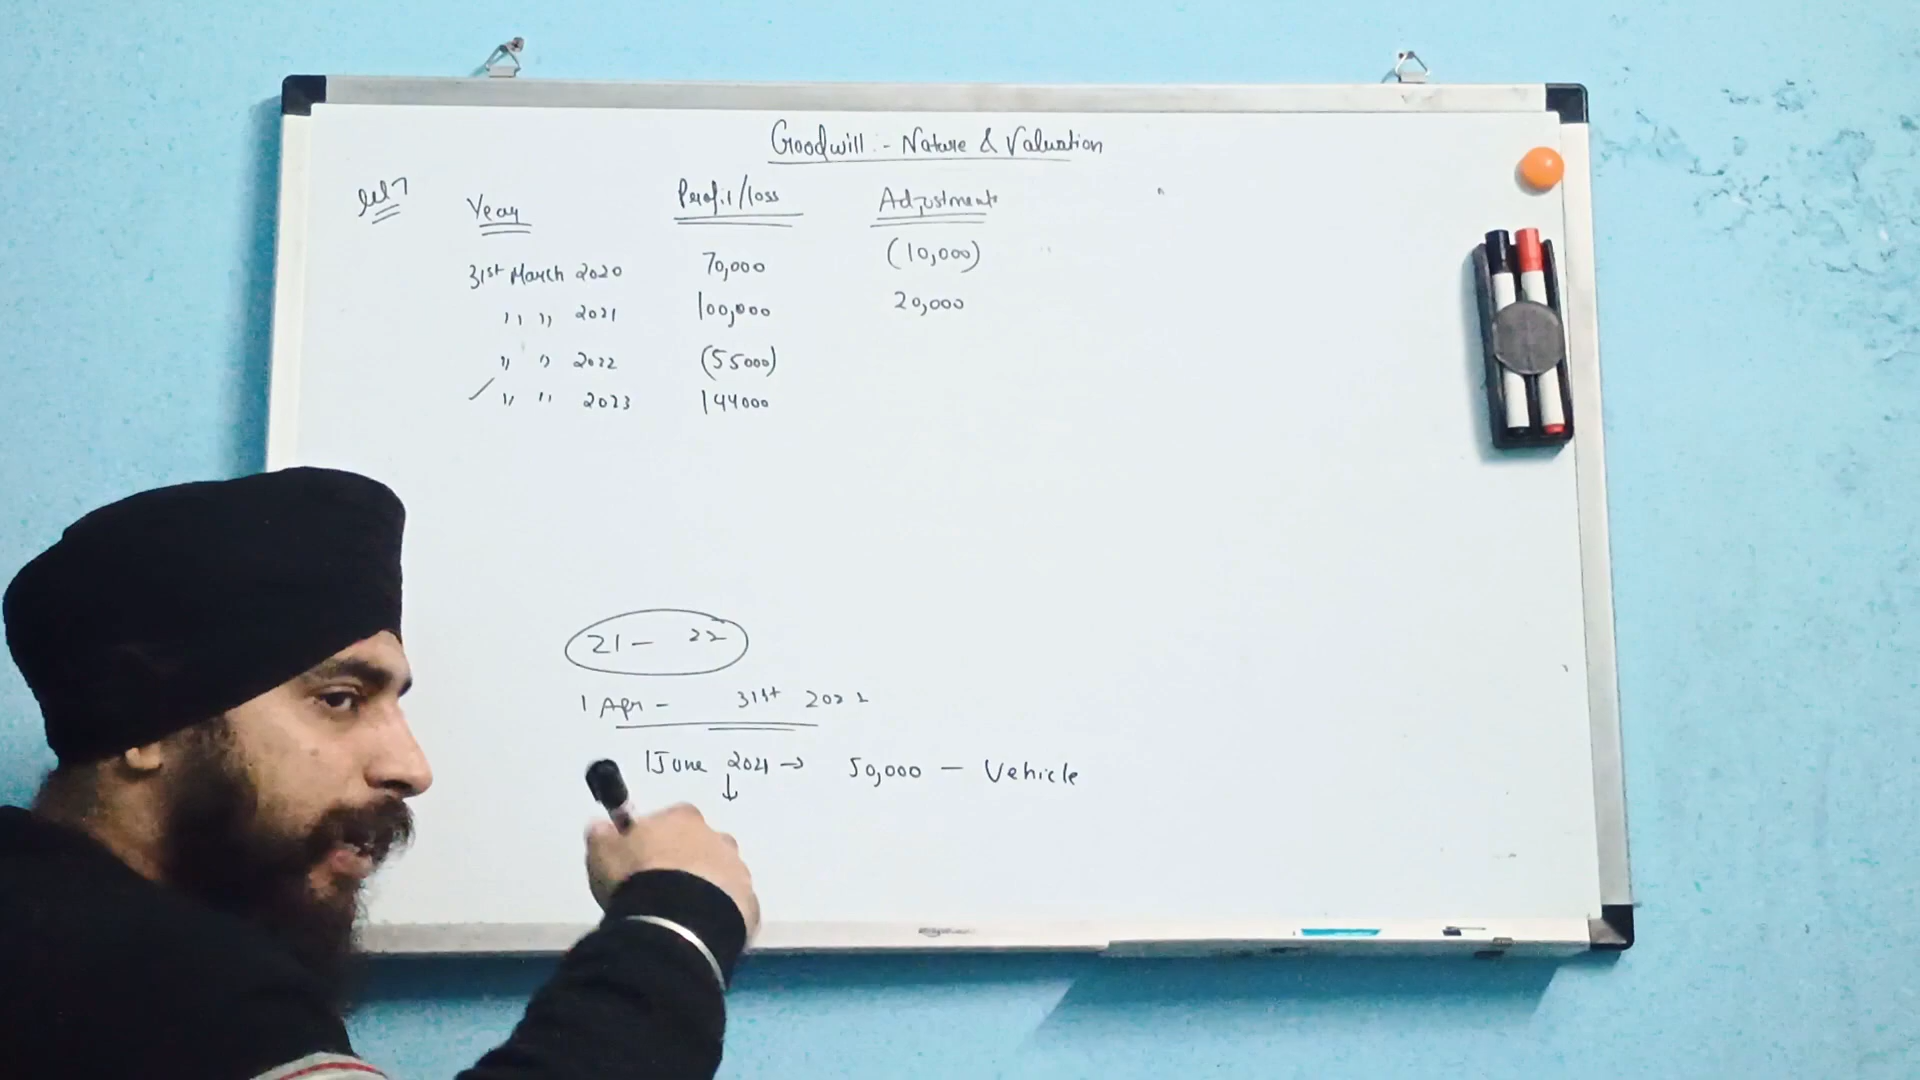 Goodwill :- Nature & Valuation
Year Profit/loss Adjustments
31st March 2020 70,000 (10,000)
" " 2021 100,000 20,000
" " 2022 (55000)
" " 2023 144000
21 - 22
1 Apr - 31st 2022
1 June 2021 → 50,000 - Vehicle